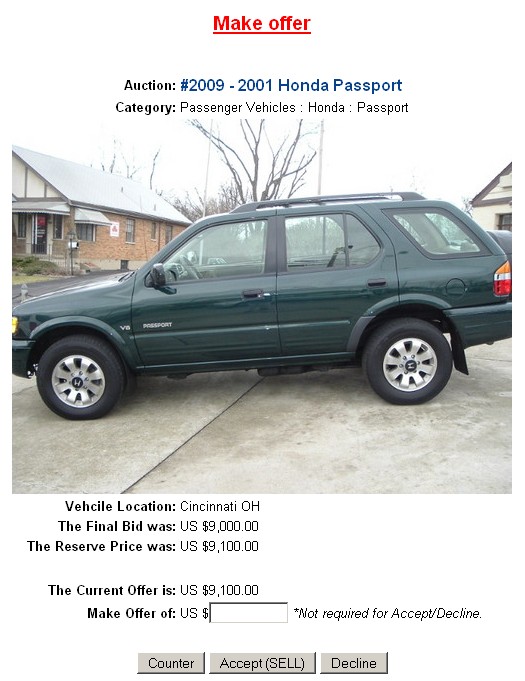 Make offer
Auction: #2009 - 2001 Honda Passport
Category: Passenger Vehicles : Honda : Passport
V6 PASSPORT
Vehcile Location: Cincinnati OH
The Final Bid was: US $9,000.00
The Reserve Price was: US $9,100.00
The Current Offer is: US $9,100.00
Make Offer of: US $ *Not required for Accept/Decline.
Counter Accept (SELL) Decline